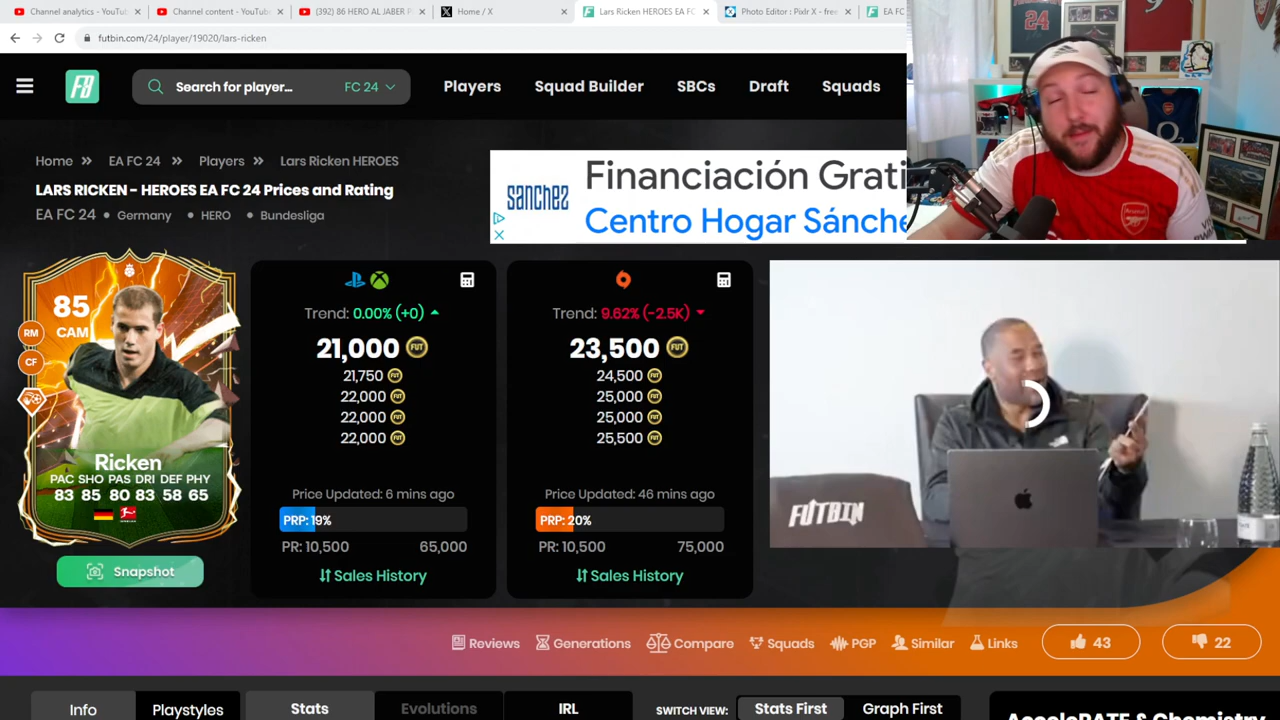 Channel analytics - YouTub
Channel content - YouTub
(392) 86 HERO AL JABER P
Home / X
Lars Ricken HEROES EA FC
Photo Editor : Pixlr X - free
EA FC
futbin.com/24/player/19020/lars-ricken
FB
Search for player...
FC 24
Players
Squad Builder
SBCs
Draft
Squads
Home » EA FC 24 » Players » Lars Ricken HEROES
LARS RICKEN - HEROES EA FC 24 Prices and Rating
EA FC 24 • Germany • HERO • Bundesliga
SANCHEZ
Financiación Grati
Centro Hogar Sánche
85
CAM
RM
CF
Ricken
PAC SHO PAS DRI DEF PHY
83 85 80 83 58 65
Snapshot
Trend: 0.00% (+0)
21,000
21,750
22,000
22,000
22,000
Price Updated: 6 mins ago
PRP: 19%
PR: 10,500
65,000
Sales History
Trend: 9.62% (-2.5K)
23,500
24,500
25,000
25,000
25,500
Price Updated: 46 mins ago
PRP: 20%
PR: 10,500
75,000
Sales History
FUTBIN
Reviews
Generations
Compare
Squads
PGP
Similar
Links
43
22
Info
Playstyles
Stats
Evolutions
IRL
SWITCH VIEW:
Stats First
Graph First
AcceleRATE & Chemistry